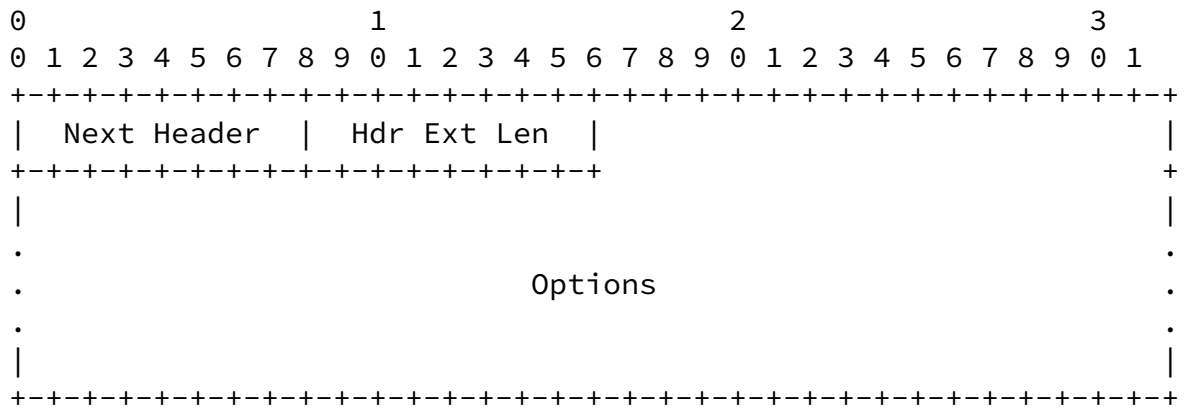 0                   1                   2                   3
0 1 2 3 4 5 6 7 8 9 0 1 2 3 4 5 6 7 8 9 0 1 2 3 4 5 6 7 8 9 0 1
+-+-+-+-+-+-+-+-+-+-+-+-+-+-+-+-+-+-+-+-+-+-+-+-+-+-+-+-+-+-+-+-+
|  Next Header  |  Hdr Ext Len  |                               |
+-+-+-+-+-+-+-+-+-+-+-+-+-+-+-+-+                               +
|                                                               |
.                                                               .
.                            Options                            .
.                                                               .
|                                                               |
+-+-+-+-+-+-+-+-+-+-+-+-+-+-+-+-+-+-+-+-+-+-+-+-+-+-+-+-+-+-+-+-+